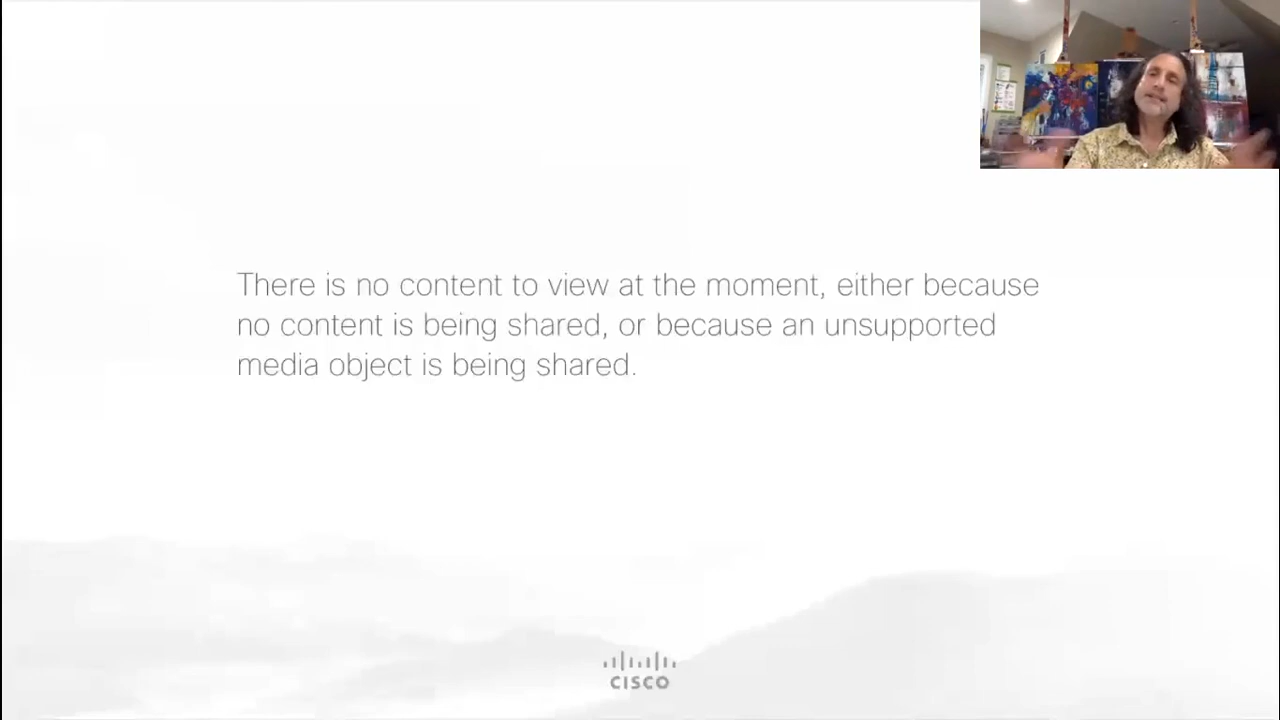 There is no content to view at the moment, either because
no content is being shared, or because an unsupported
media object is being shared.
CISCO